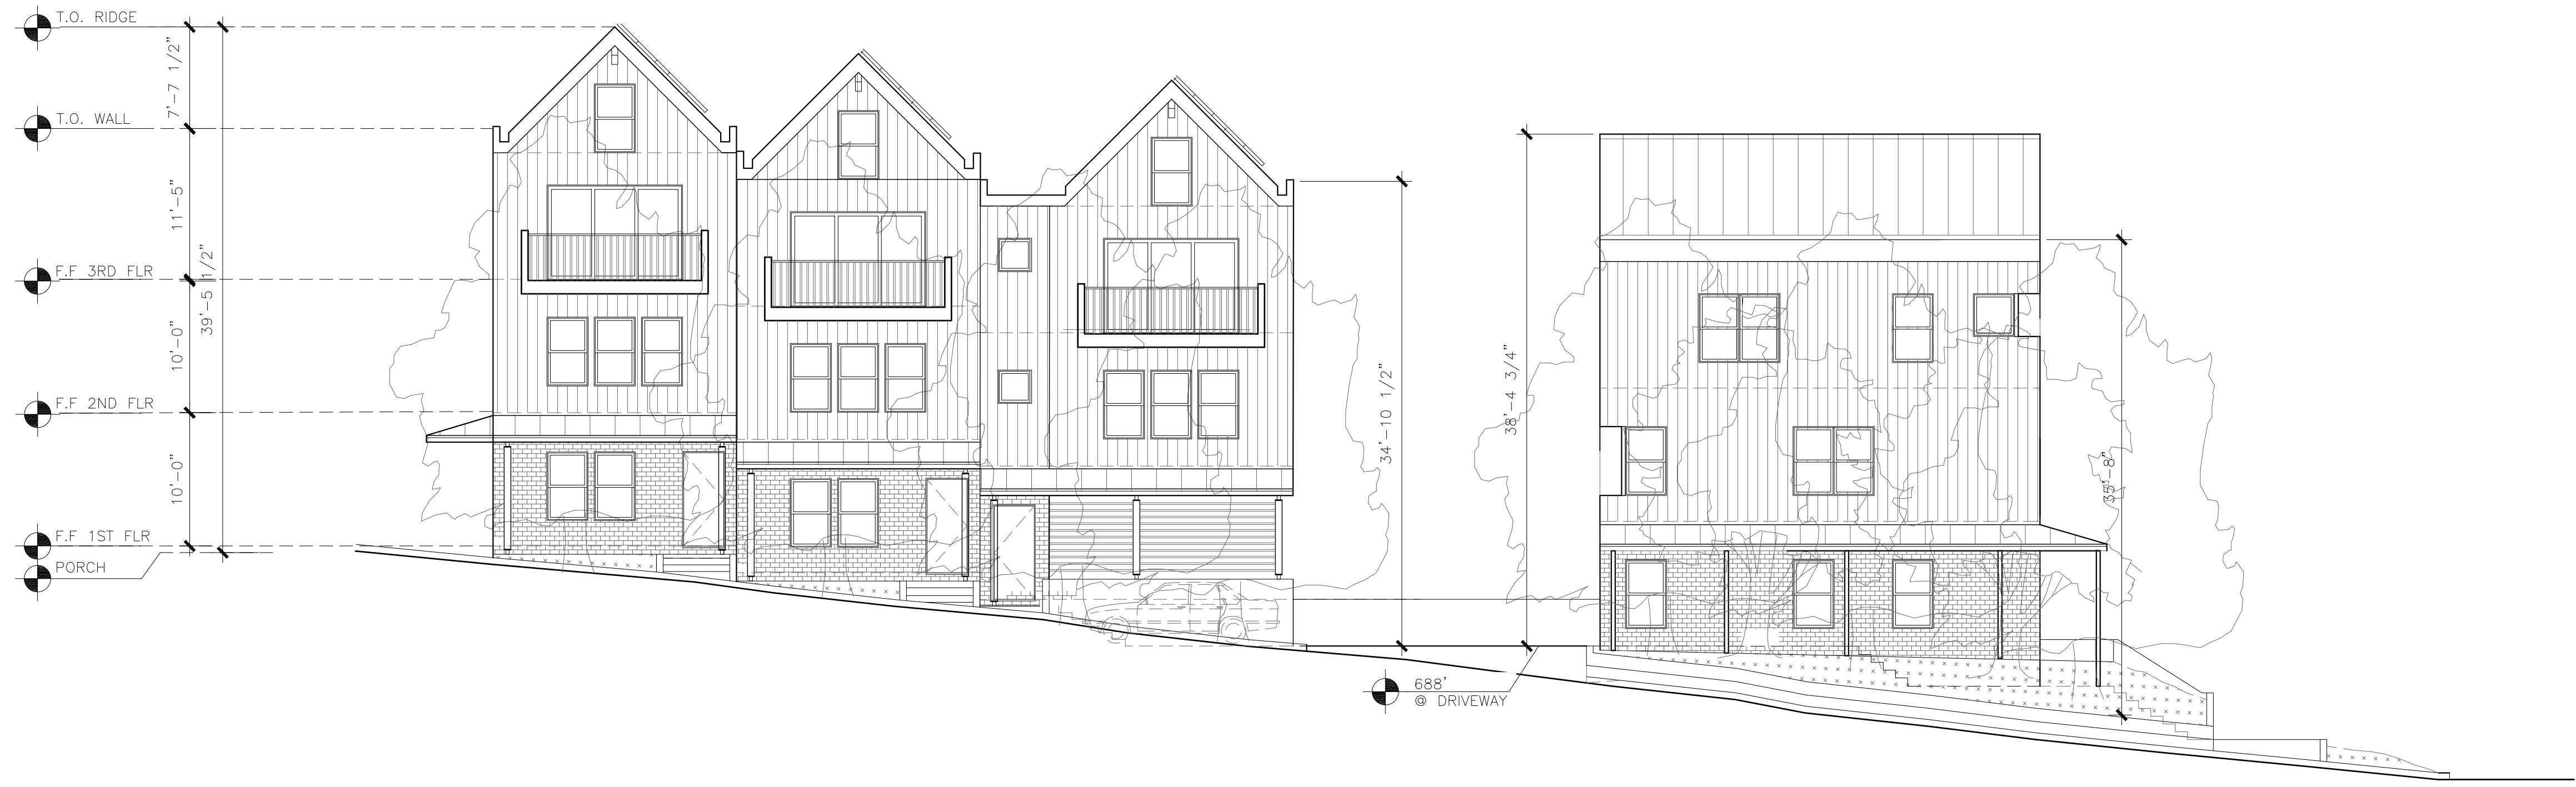 T.O. RIDGE
7'-7 1/2"
T.O. WALL
11'-5"
39'-5 1/2"
F.F 3RD FLR
10'-0"
F.F 2ND FLR
10'-0"
F.F 1ST FLR
PORCH
34'-10 1/2"
38'-4 3/4"
35'-8"
688'
@ DRIVEWAY